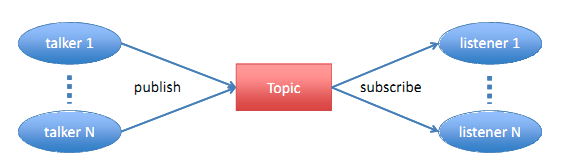 talker 1
listener 1
publish
Topic
subscribe
talker N
listener N